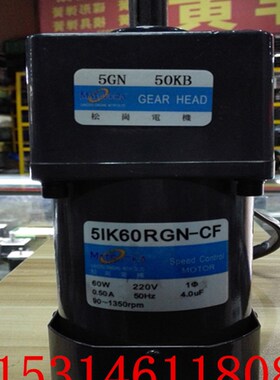 5GN 50KB
GEAR HEAD
松崗電機
5IK60RGN-CF
Speed Control
MOTOR
60W 220V 1Φ
0.50A 50Hz 4.0uF
90~1350rpm
15314611808